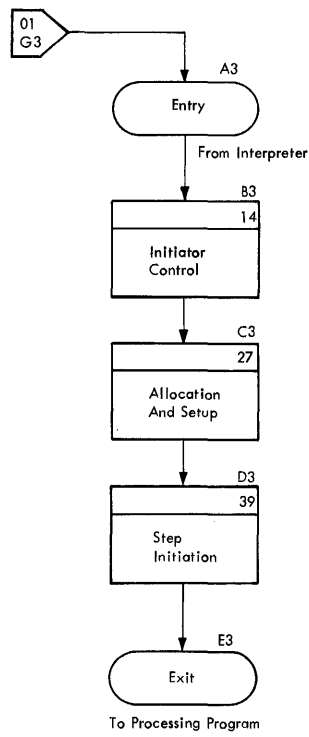 01
G3
A3
Entry
From Interpreter
B3
14
Initiator
Control
C3
27
Allocation
And Setup
D3
39
Step
Initiation
E3
Exit
To Processing Program